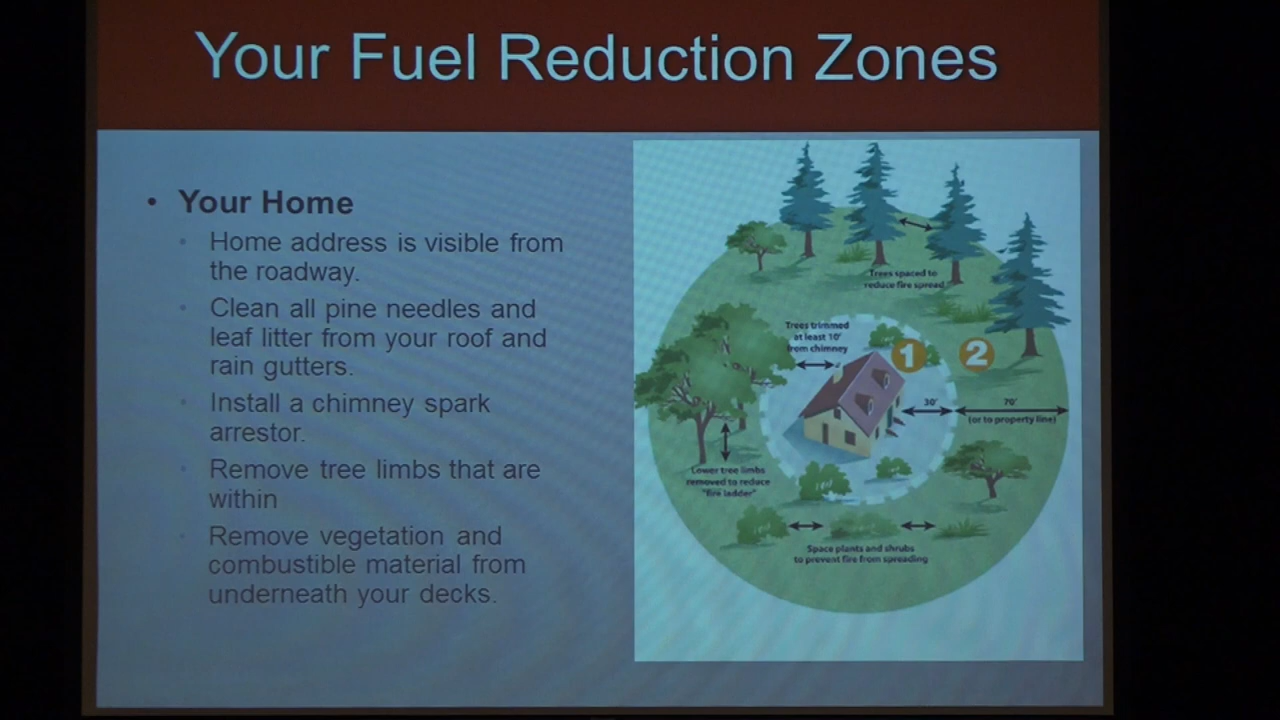 Your Fuel Reduction Zones
• Your Home
• Home address is visible from
the roadway.
• Clean all pine needles and
leaf litter from your roof and
rain gutters.
• Install a chimney spark
arrestor.
• Remove tree limbs that are
within
• Remove vegetation and
combustible material from
underneath your decks.
Trees spaced to
reduce fire spread
Trees trimmed
at least 10'
from chimney
1
2
30'
70'
(or to property line)
Lower tree limbs
removed to reduce
"fire ladder"
Space plants and shrubs
to prevent fire from spreading